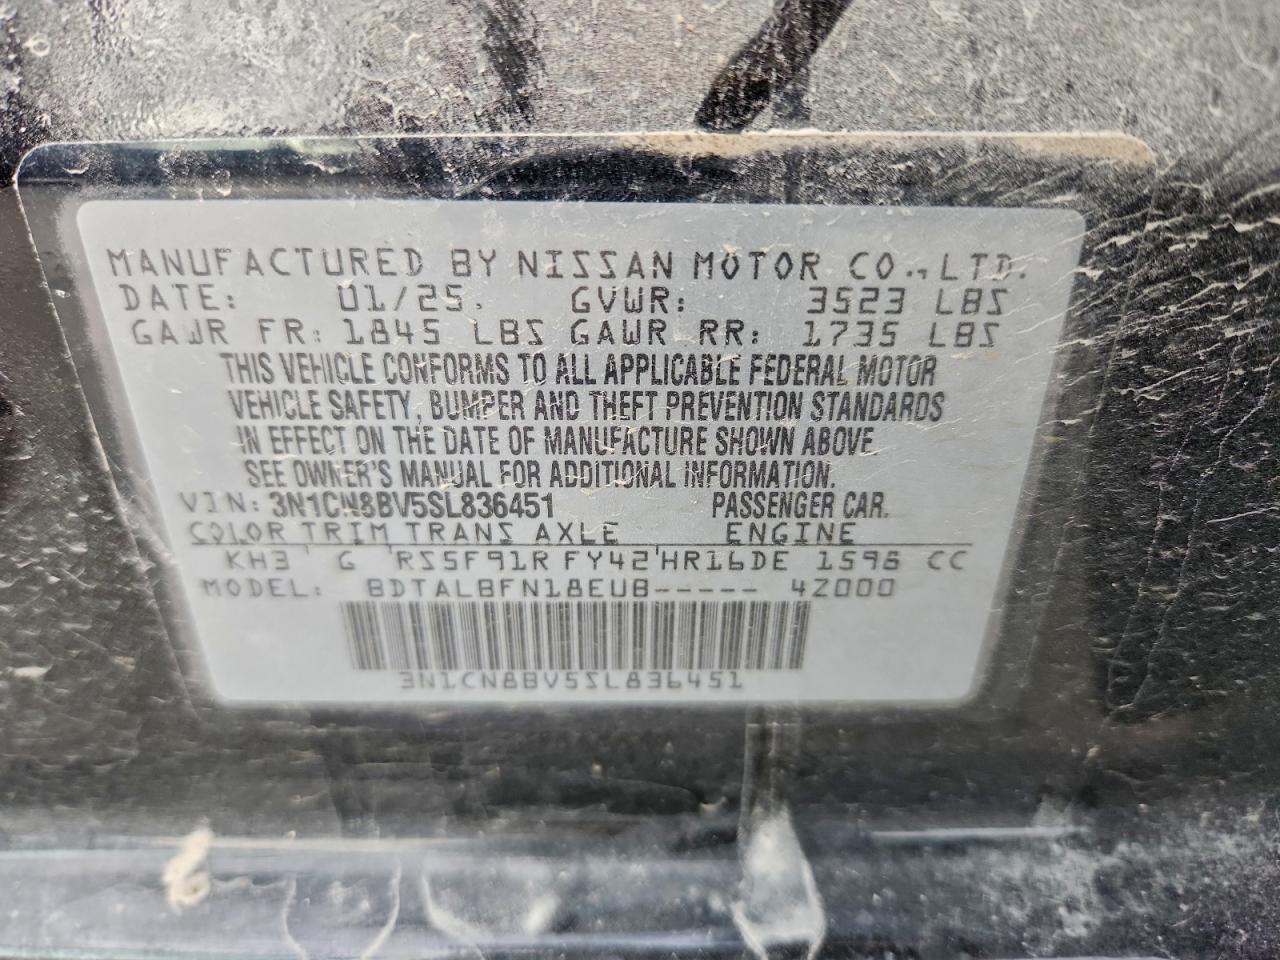 MANUFACTURED BY NISSAN MOTOR CO., LTD.
DATE: 01/25. GVWR: 3523 LBS
GAWR FR: 1845 LBS GAWR RR: 1735 LBS
THIS VEHICLE CONFORMS TO ALL APPLICABLE FEDERAL MOTOR
VEHICLE SAFETY, BUMPER AND THEFT PREVENTION STANDARDS
IN EFFECT ON THE DATE OF MANUFACTURE SHOWN ABOVE
SEE OWNER'S MANUAL FOR ADDITIONAL INFORMATION.
VIN: 3N1CN8BV5SL836451 PASSENGER CAR.
COLOR TRIM TRANS AXLE ENGINE
KH3 G RS5F91R FY42 HR16DE 1598 CC
MODEL: BDTALBFN18EUB----- 4Z000
3N1CN8BV5SL836451